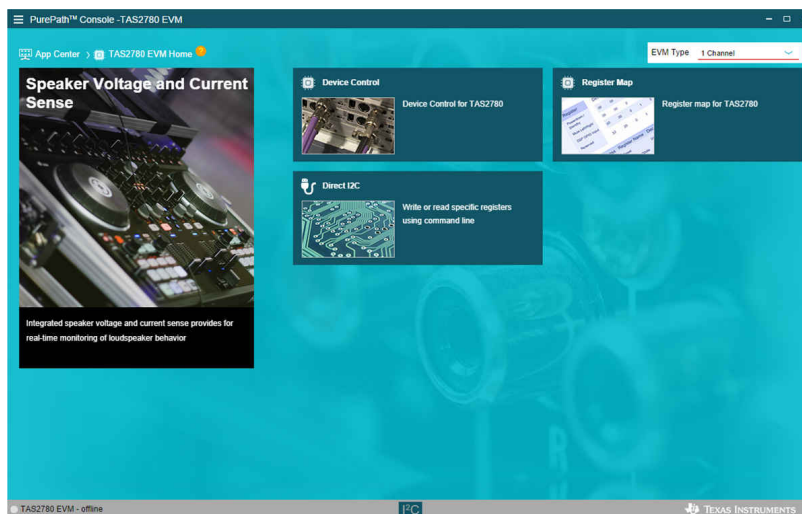 PurePath™ Console -TAS2780 EVM
App Center
TAS2780 EVM Home
?
EVM Type
1 Channel
Speaker Voltage and Current
Sense
Integrated speaker voltage and current sense provides for
real-time monitoring of loudspeaker behavior
Device Control
Device Control for TAS2780
Register Map
Register map for TAS2780
Register
Direct I2C
Write or read specific registers
using command line
TAS2780 EVM - offline
I²C
TEXAS INSTRUMENTS